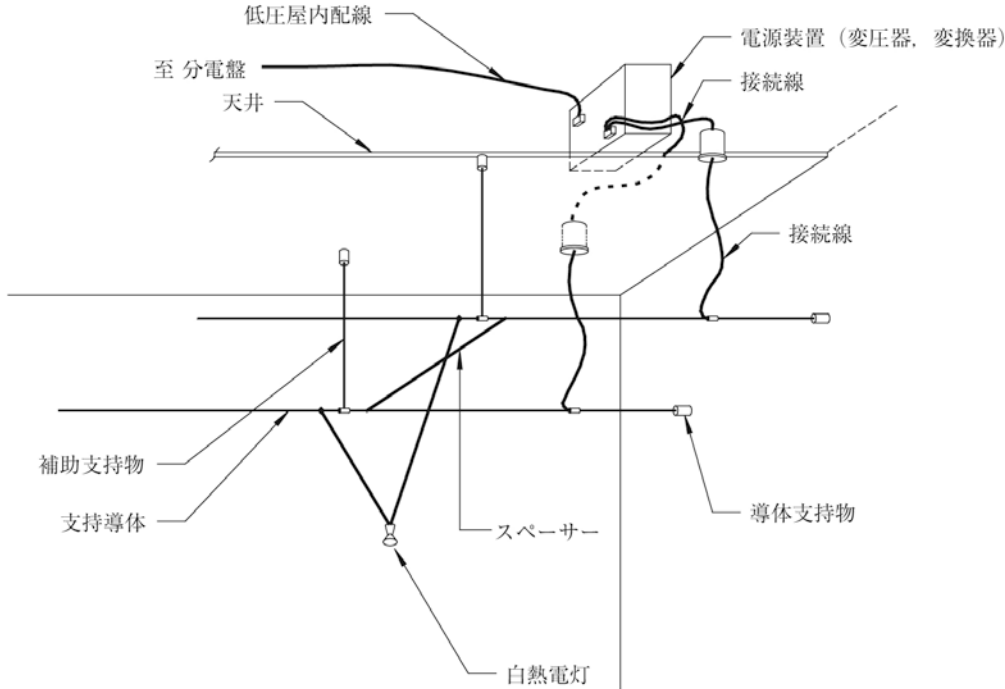 低圧屋内配線
電源装置（変圧器，変換器）
至 分電盤
接続線
天井
接続線
補助支持物
支持導体
スペーサー
導体支持物
白熱電灯